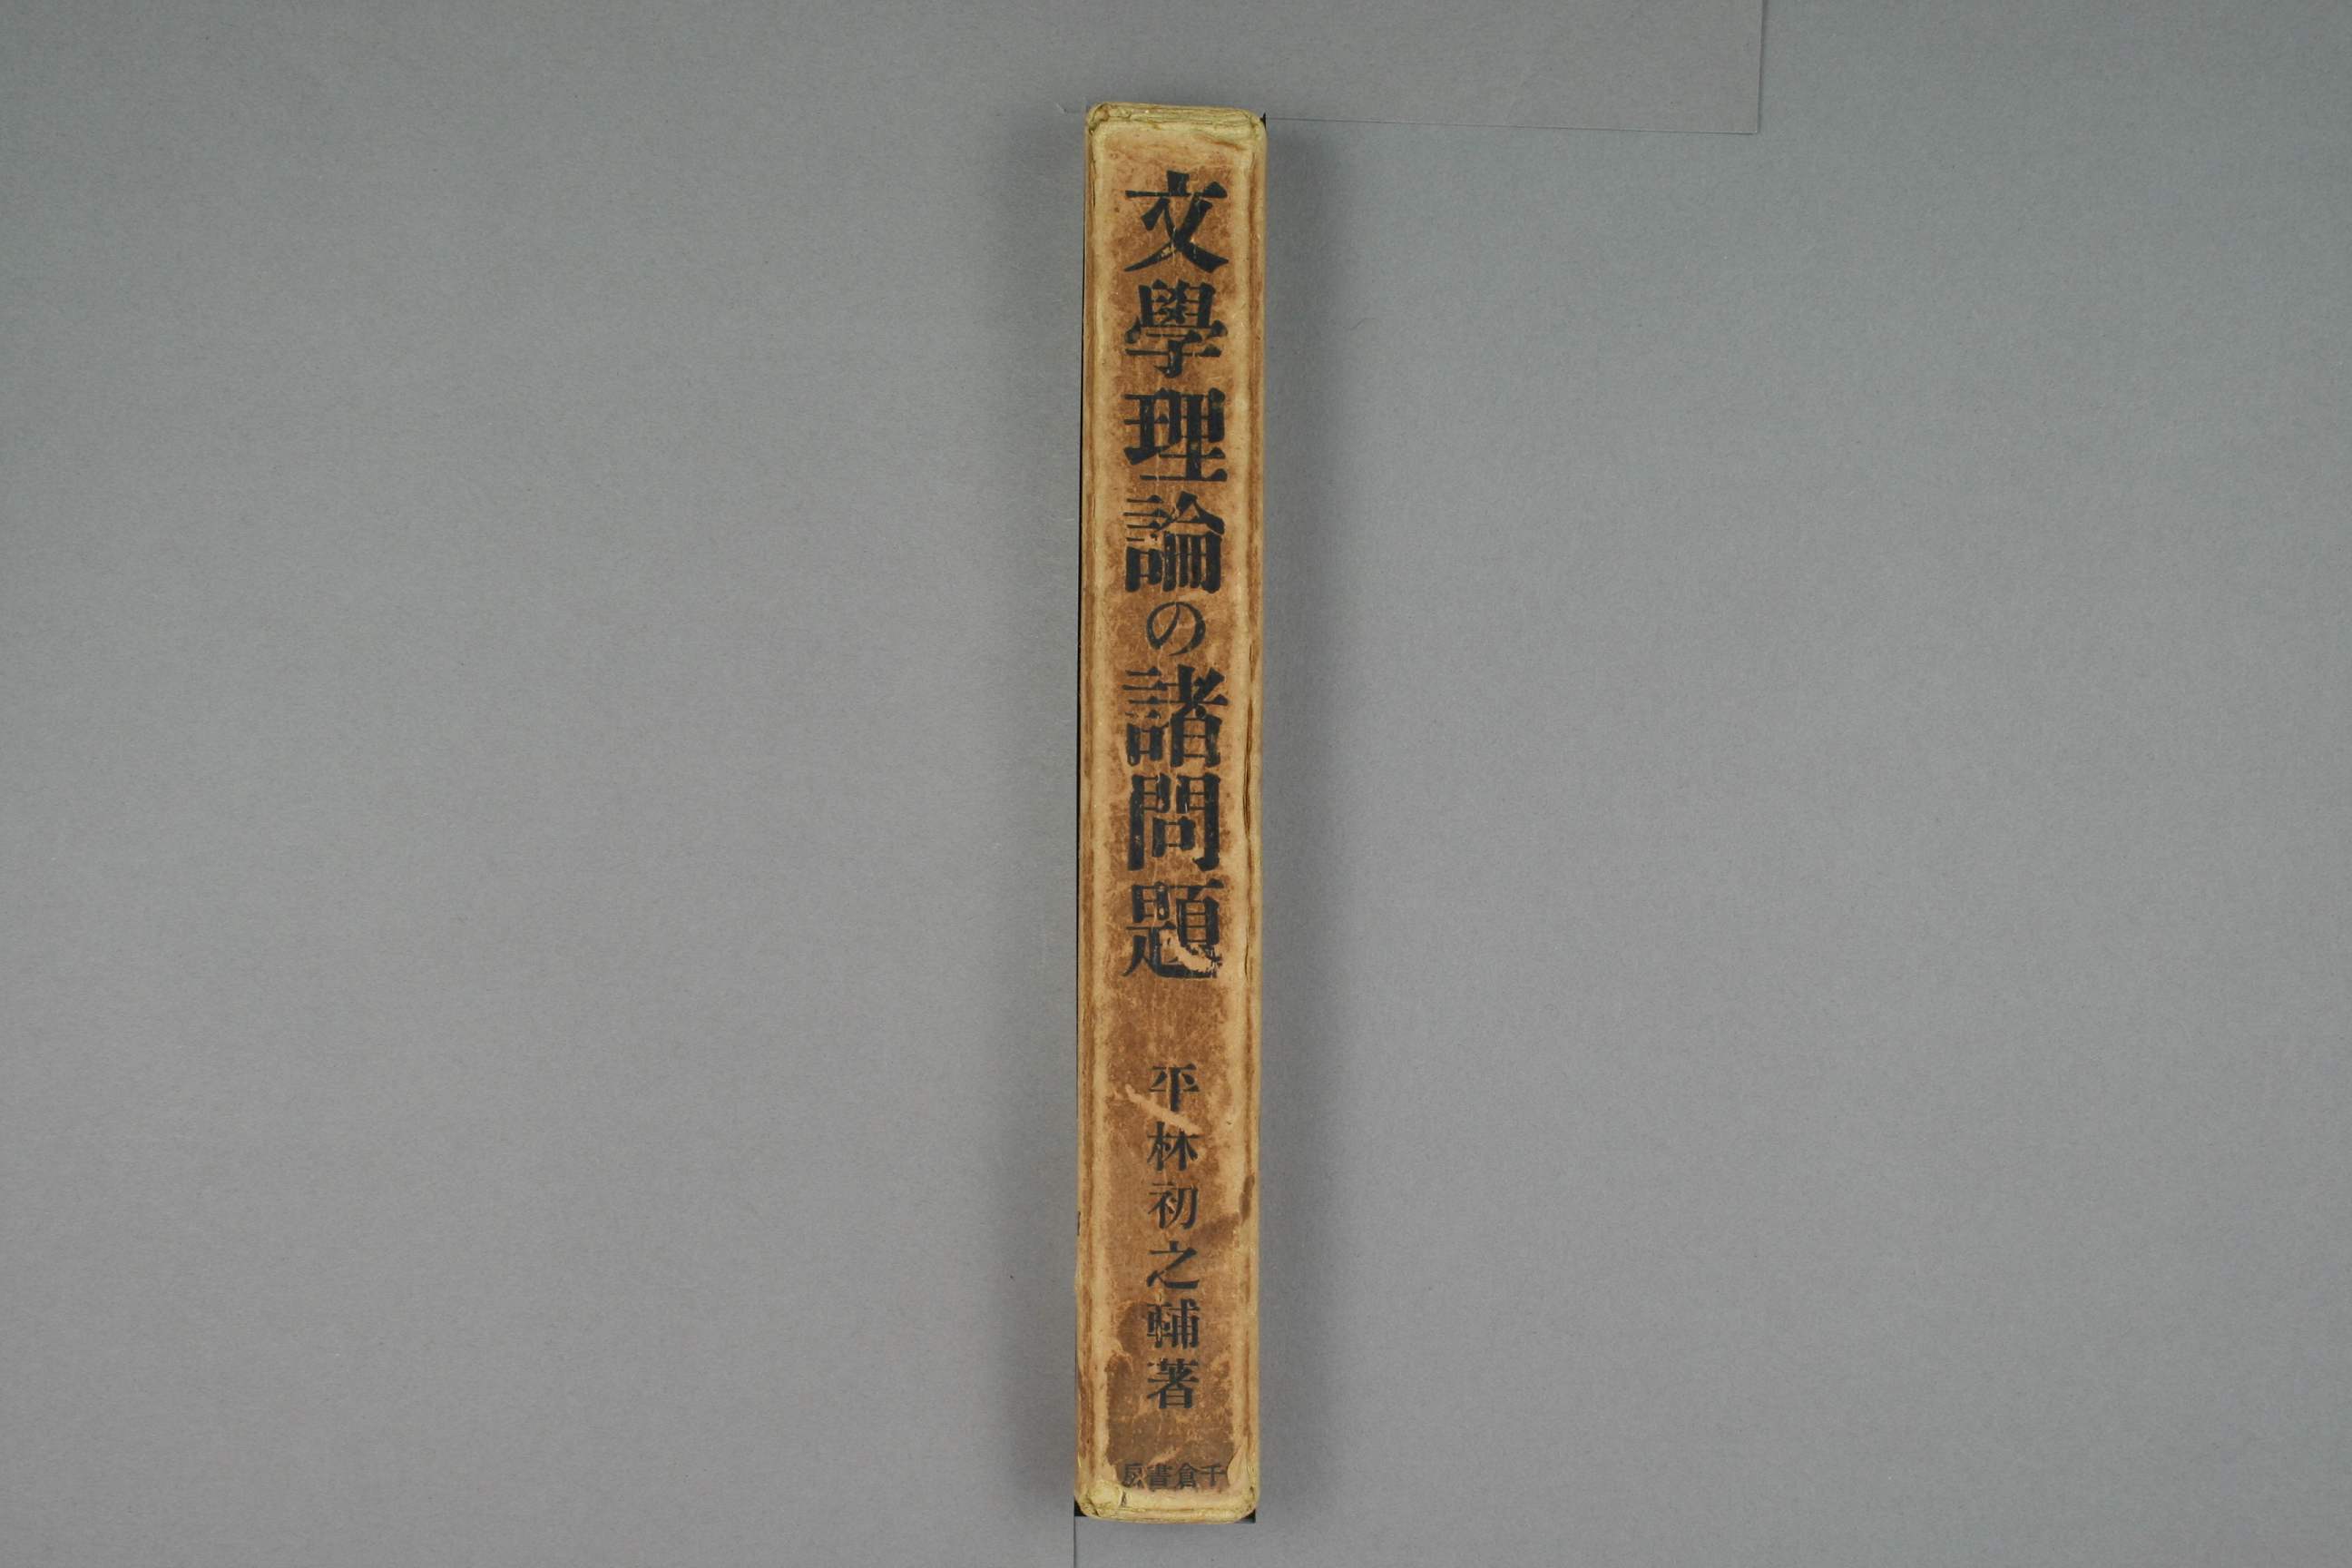 文學理論の諸問題
平林初之輔著
千倉書房